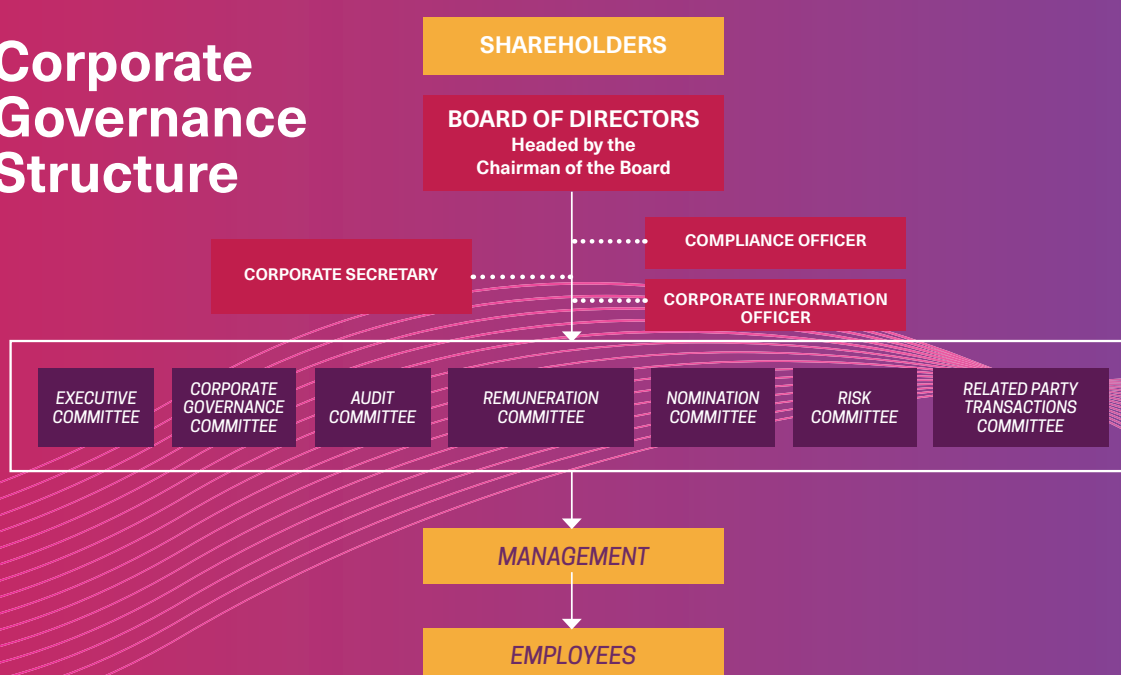 Corporate
Governance
Structure
SHAREHOLDERS
BOARD OF DIRECTORS
Headed by the
Chairman of the Board
COMPLIANCE OFFICER
CORPORATE SECRETARY
CORPORATE INFORMATION
OFFICER
EXECUTIVE
COMMITTEE
CORPORATE
GOVERNANCE
COMMITTEE
AUDIT
COMMITTEE
REMUNERATION
COMMITTEE
NOMINATION
COMMITTEE
RISK
COMMITTEE
RELATED PARTY
TRANSACTIONS
COMMITTEE
MANAGEMENT
EMPLOYEES